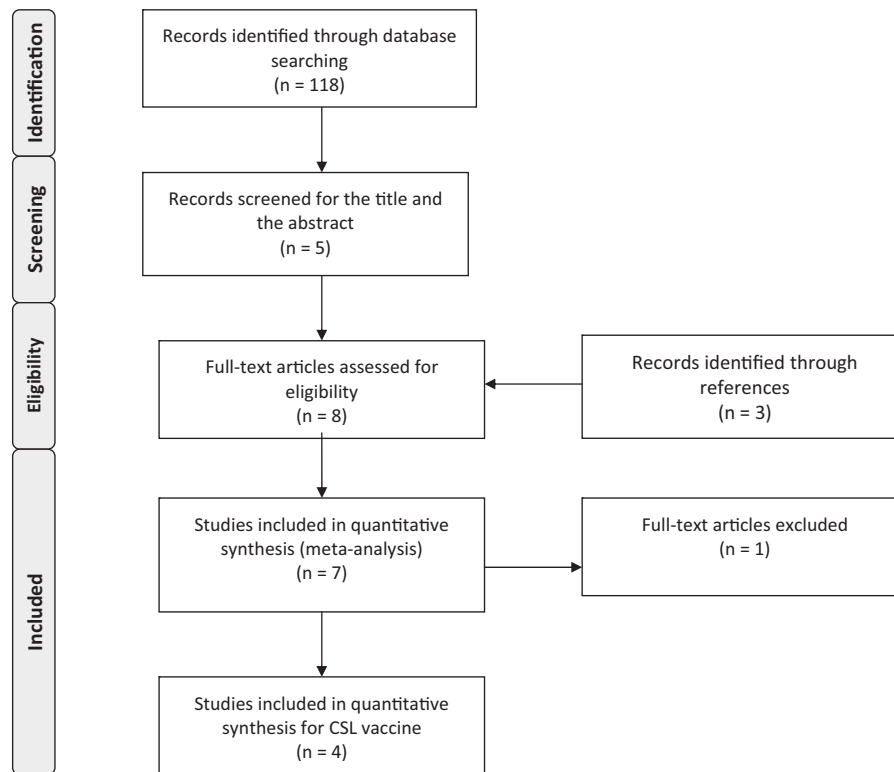 Identification
Records identified through database
searching
(n = 118)
Screening
Records screened for the title and
the abstract
(n = 5)
Eligibility
Full-text articles assessed for
eligibility
(n = 8)
Records identified through
references
(n = 3)
Included
Studies included in quantitative
synthesis (meta-analysis)
n = 7)
Full-text articles excluded
(n = 1)
Studies included in quantitative
synthesis for CSL vaccine
(n = 4)